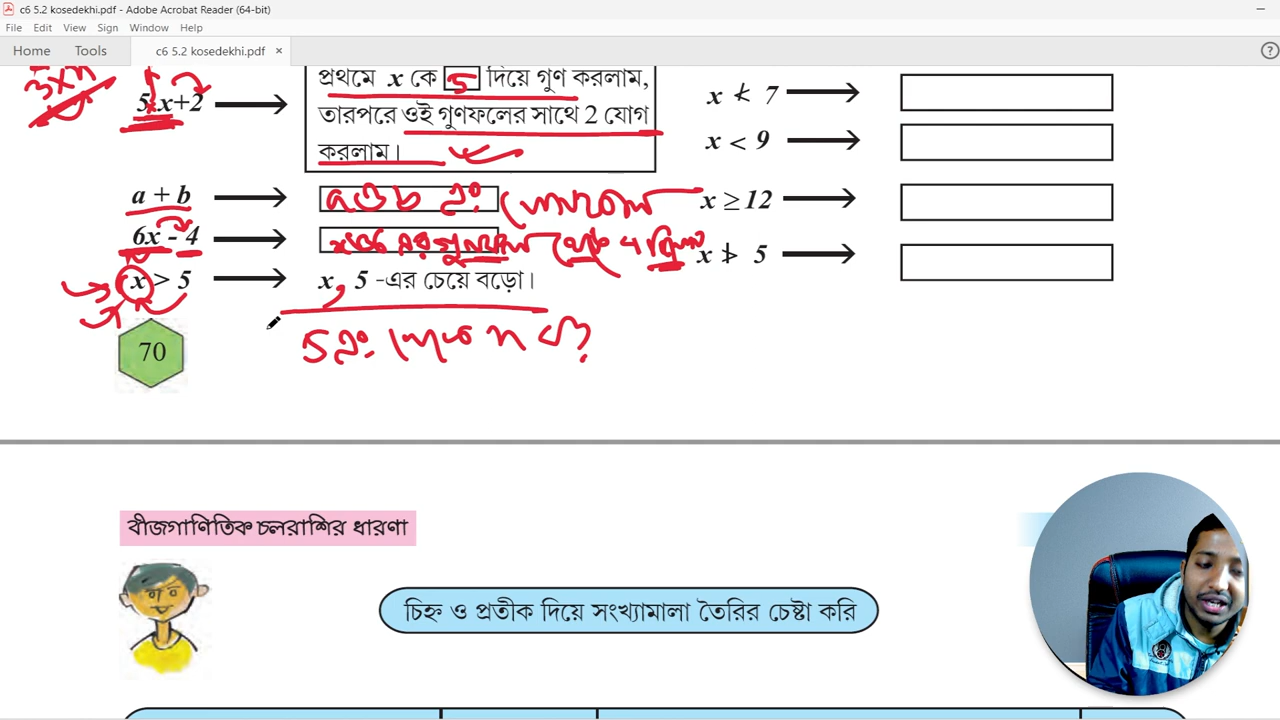 c6 5.2 kosedekhi.pdf - Adobe Acrobat Reader (64-bit)
File Edit View Sign Window Help
Home Tools c6 5.2 kosedekhi.pdf ×
প্রথমে x কে 5 দিয়ে গুণ করলাম,
5x+2
তারপরে ওই গুণফলের সাথে 2 যোগ
করলাম।
a + b
a ও b এর যোগফল
6x - 4
x > 5
x, 5 -এর চেয়ে বড়ো।
x ≮ 7
x < 9
x ≥ 12
x ≯ 5
70
বীজগাণিতিক চলরাশির ধারণা
চিহ্ন ও প্রতীক দিয়ে সংখ্যামালা তৈরির চেষ্টা করি